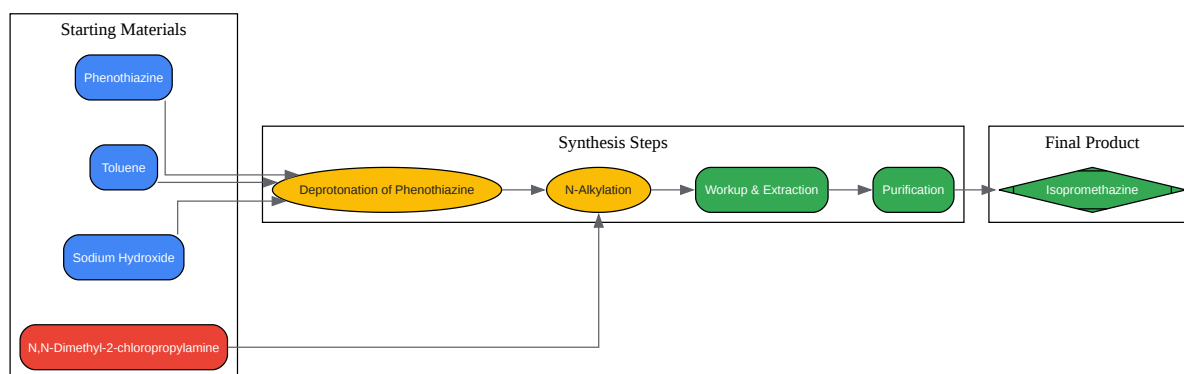 Starting Materials
Phenothiazine
Toluene
Sodium Hydroxide
N,N-Dimethyl-2-chloropropylamine
Synthesis Steps
Deprotonation of Phenothiazine
N-Alkylation
Workup & Extraction
Purification
Final Product
Isopromethazine